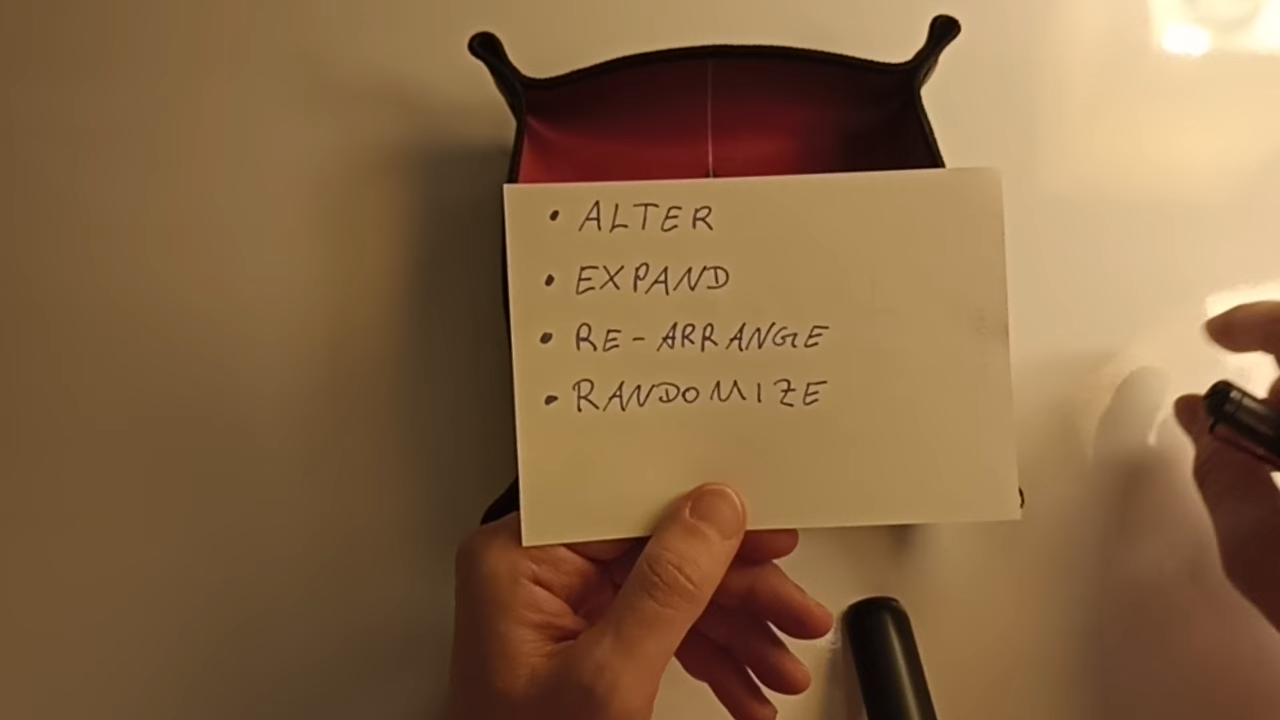 • ALTER
• EXPAND
• RE-ARRANGE
• RANDOMIZE